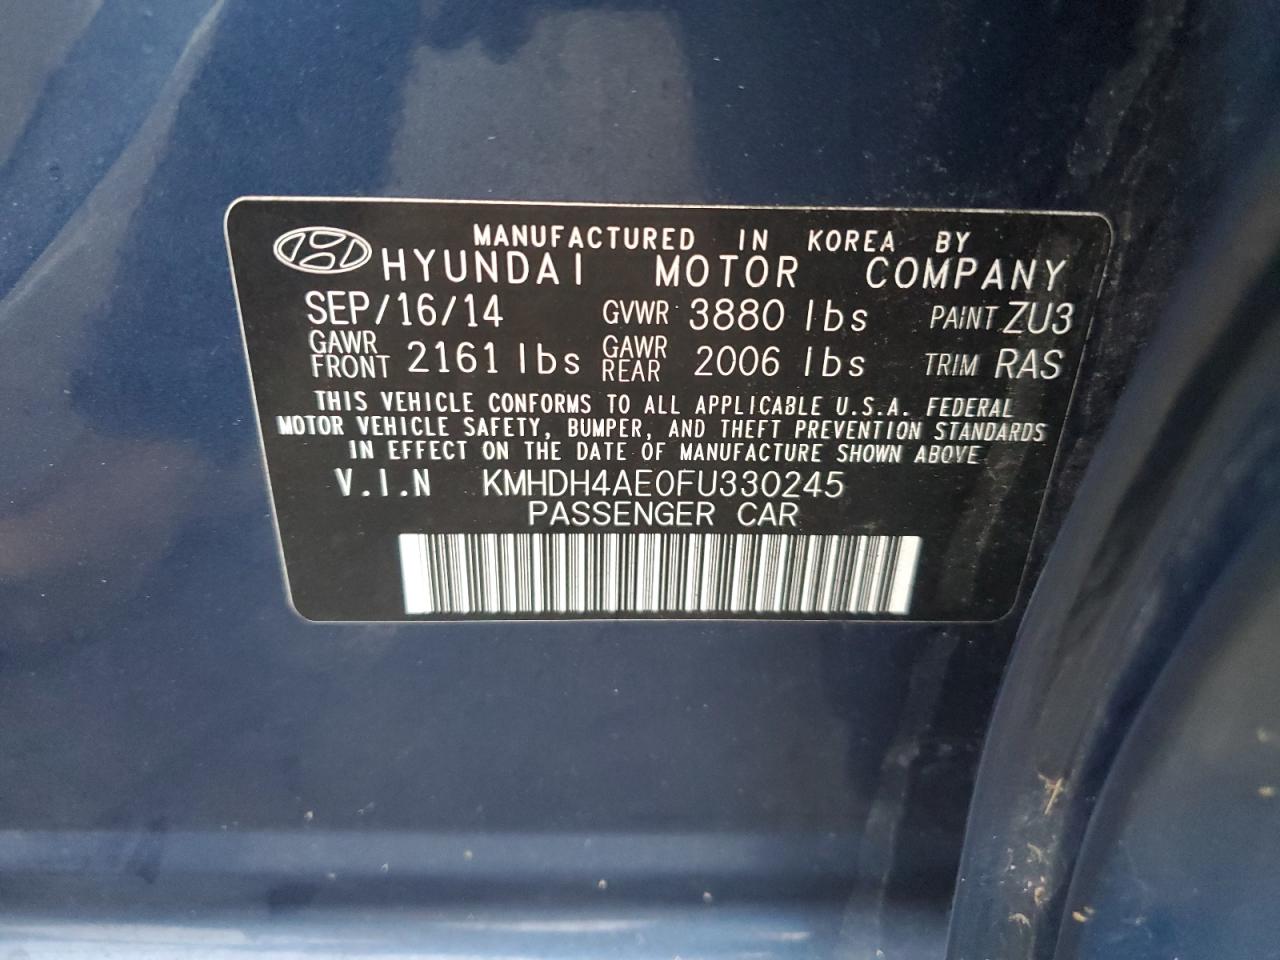 MANUFACTURED IN KOREA BY
HYUNDAI MOTOR COMPANY
SEP/16/14 GVWR 3880 lbs PAINT ZU3
GAWR FRONT 2161 lbs GAWR REAR 2006 lbs TRIM RAS
THIS VEHICLE CONFORMS TO ALL APPLICABLE U.S.A. FEDERAL
MOTOR VEHICLE SAFETY, BUMPER, AND THEFT PREVENTION STANDARDS
IN EFFECT ON THE DATE OF MANUFACTURE SHOWN ABOVE
V.I.N KMHDH4AE0FU330245
PASSENGER CAR